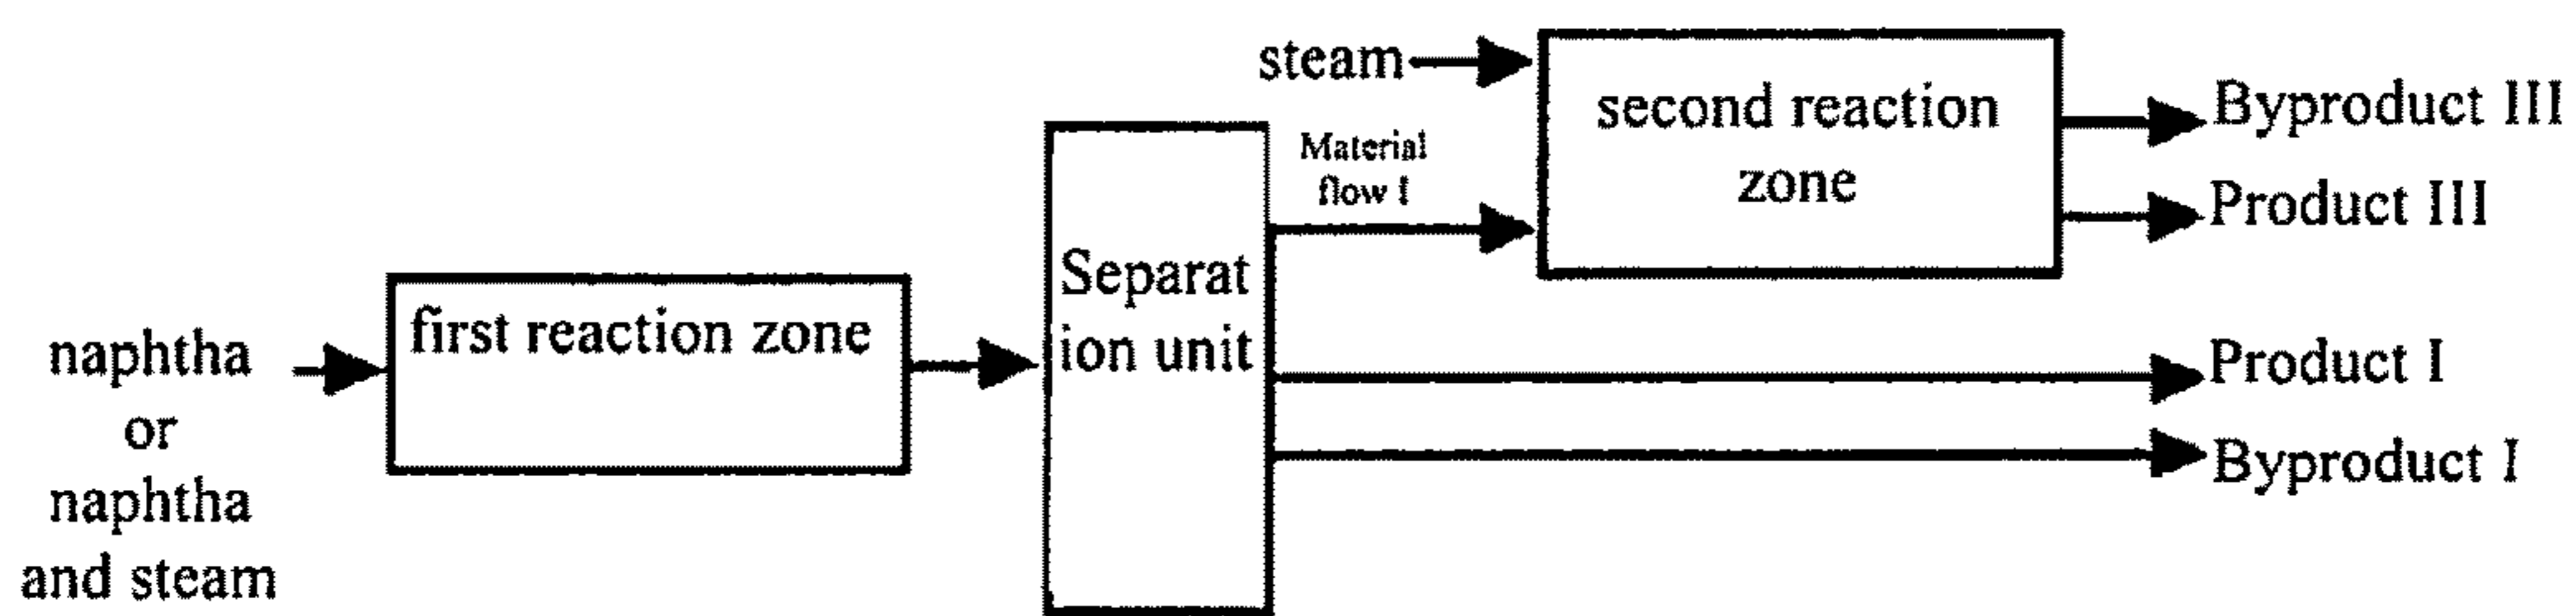 steam
second reaction
zone
Byproduct III
Product III
Material
flow I
Separat
ion unit
first reaction zone
naphtha
or
naphtha
and steam
Product I
Byproduct I